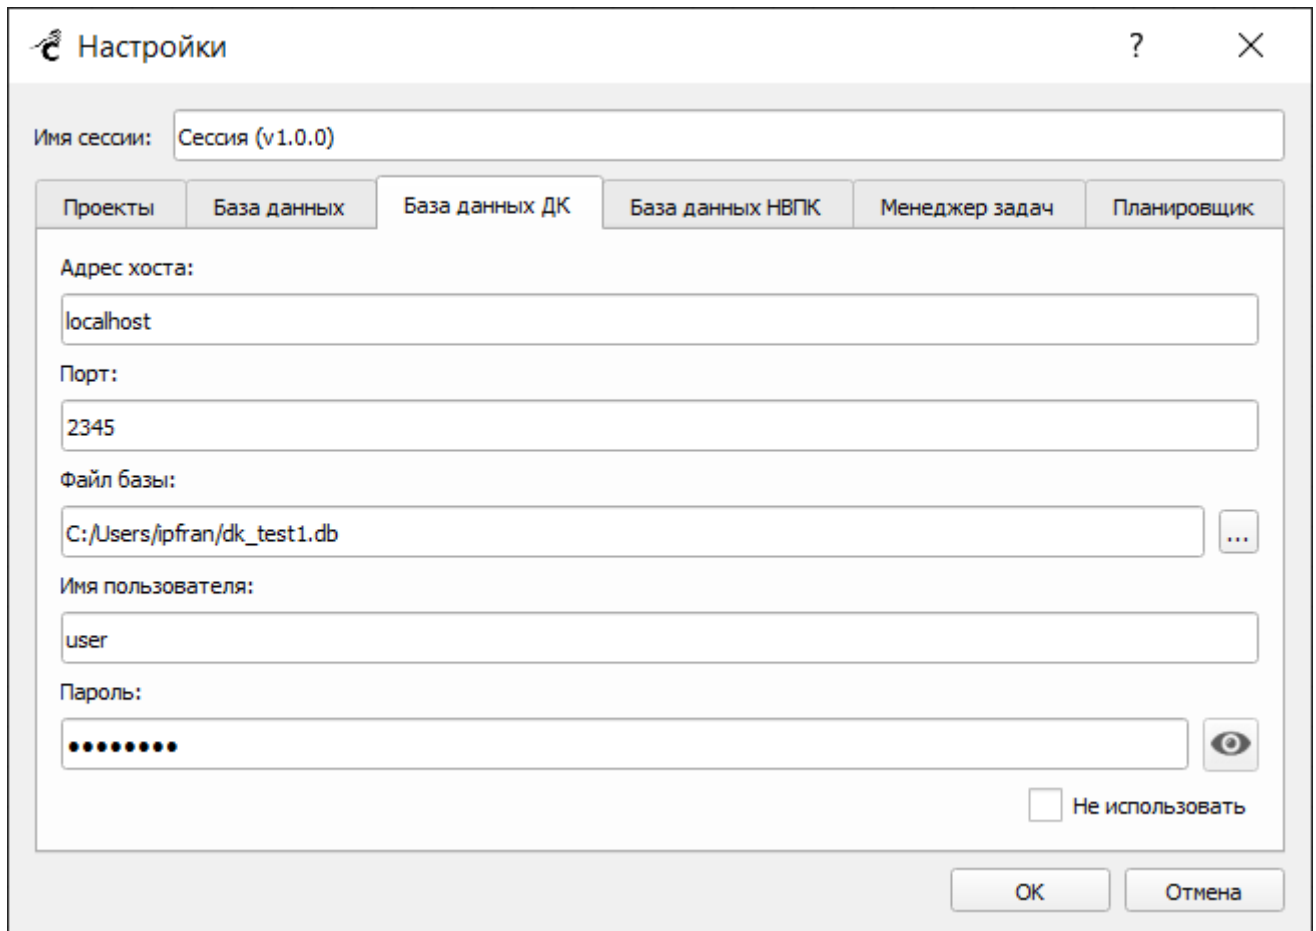 Настройки ?
Имя сессии: Сессия (v1.0.0)
Проекты База данных База данных ДК База данных НВПК Менеджер задач Планировщик
Адрес хоста:
localhost
Порт:
2345
Файл базы:
C:/Users/ipfran/dk_test1.db ...
Имя пользователя:
user
Пароль:
••••••••
Не использовать
ОК Отмена